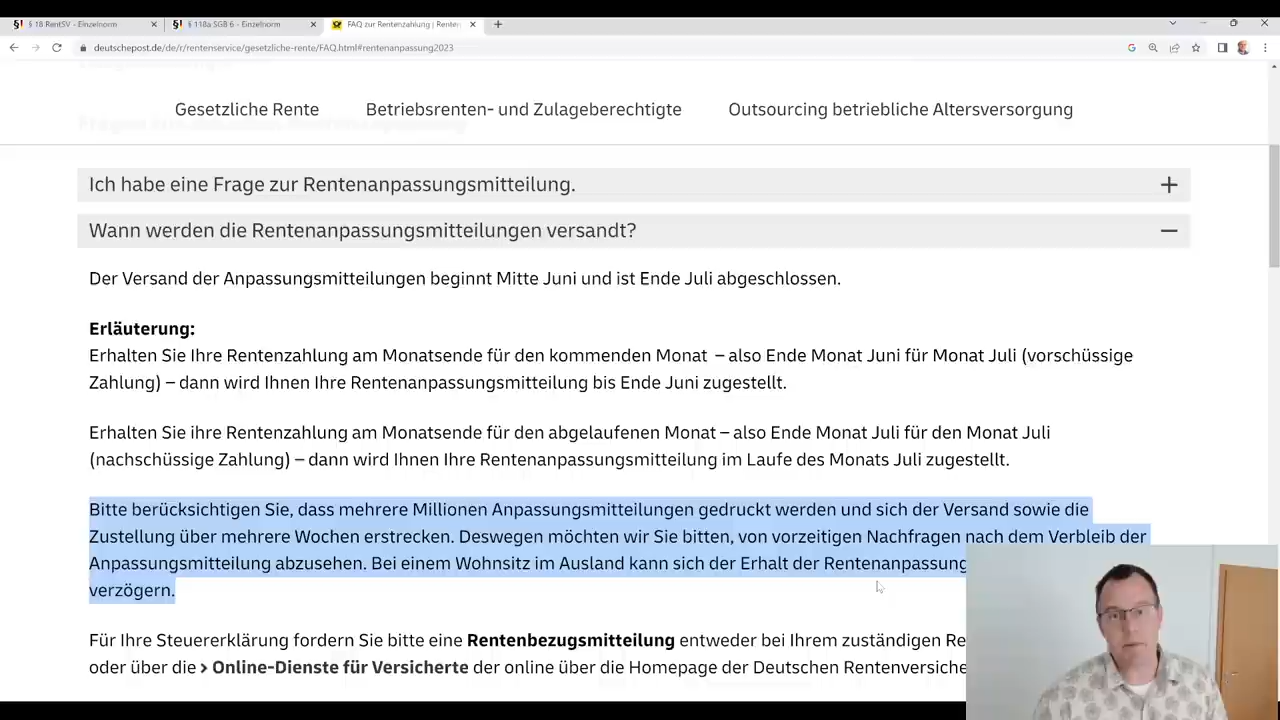 § 18 RentSV - Einzelnorm
§ 118a SGB 6 - Einzelnorm
FAQ zur Rentenzahlung | Renten
deutschepost.de/de/r/rentenservice/gesetzliche-rente/FAQ.html#rentenanpassung2023
Gesetzliche Rente
Betriebsrenten- und Zulageberechtigte
Outsourcing betriebliche Altersversorgung
Ich habe eine Frage zur Rentenanpassungsmitteilung.
Wann werden die Rentenanpassungsmitteilungen versandt?
Der Versand der Anpassungsmitteilungen beginnt Mitte Juni und ist Ende Juli abgeschlossen.
Erläuterung:
Erhalten Sie Ihre Rentenzahlung am Monatsende für den kommenden Monat – also Ende Monat Juni für Monat Juli (vorschüssige
Zahlung) – dann wird Ihnen Ihre Rentenanpassungsmitteilung bis Ende Juni zugestellt.
Erhalten Sie ihre Rentenzahlung am Monatsende für den abgelaufenen Monat – also Ende Monat Juli für den Monat Juli
(nachschüssige Zahlung) – dann wird Ihnen Ihre Rentenanpassungsmitteilung im Laufe des Monats Juli zugestellt.
Bitte berücksichtigen Sie, dass mehrere Millionen Anpassungsmitteilungen gedruckt werden und sich der Versand sowie die
Zustellung über mehrere Wochen erstrecken. Deswegen möchten wir Sie bitten, von vorzeitigen Nachfragen nach dem Verbleib der
Anpassungsmitteilung abzusehen. Bei einem Wohnsitz im Ausland kann sich der Erhalt der Rentenanpassung
verzögern.
Für Ihre Steuererklärung fordern Sie bitte eine Rentenbezugsmitteilung entweder bei Ihrem zuständigen Re
oder über die › Online-Dienste für Versicherte der online über die Homepage der Deutschen Rentenversiche